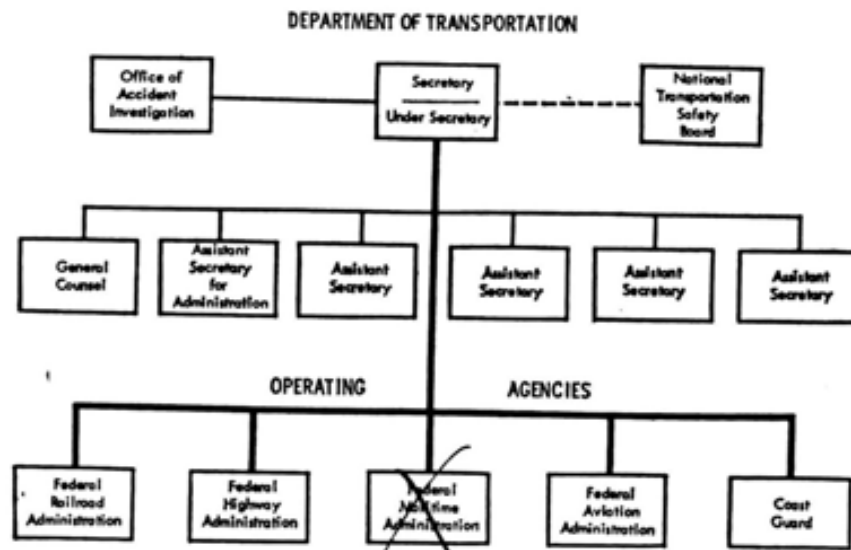 DEPARTMENT OF TRANSPORTATION
Office of
Accident
Investigation
Secretary
Under Secretary
National
Transportation
Safety
Board
General
Counsel
Assistant
Secretary
for
Administration
Assistant
Secretary
Assistant
Secretary
Assistant
Secretary
Assistant
Secretary
OPERATING AGENCIES
Federal
Railroad
Administration
Federal
Highway
Administration
Federal
Maritime
Administration
Federal
Aviation
Administration
Coast
Guard